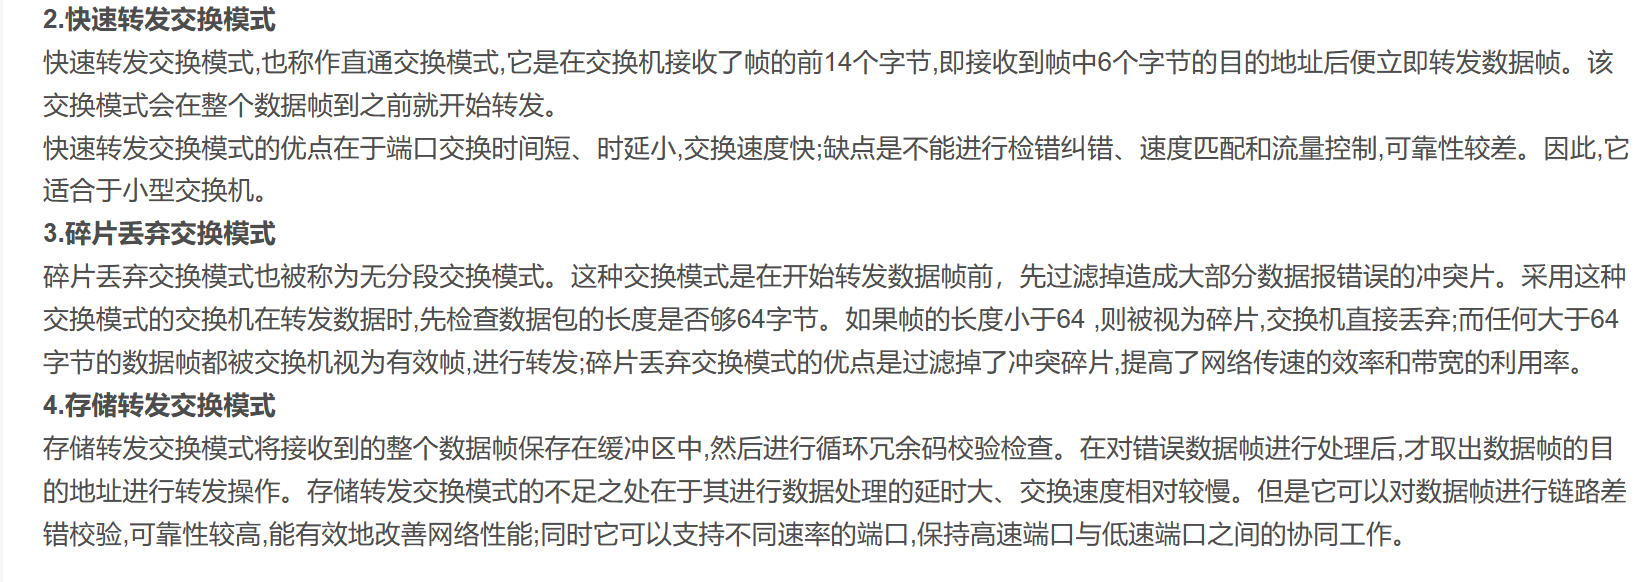 2.快速转发交换模式
快速转发交换模式,也称作直通交换模式,它是在交换机接收了帧的前14个字节,即接收到帧中6个字节的目的地址后便立即转发数据帧。该
交换模式会在整个数据帧到之前就开始转发。
快速转发交换模式的优点在于端口交换时间短、时延小,交换速度快;缺点是不能进行检错纠错、速度匹配和流量控制,可靠性较差。因此,它
适合于小型交换机。
3.碎片丢弃交换模式
碎片丢弃交换模式也被称为无分段交换模式。这种交换模式是在开始转发数据帧前，先过滤掉造成大部分数据报错误的冲突片。采用这种
交换模式的交换机在转发数据时,先检查数据包的长度是否够64字节。如果帧的长度小于64 ,则被视为碎片,交换机直接丢弃;而任何大于64
字节的数据帧都被交换机视为有效帧,进行转发;碎片丢弃交换模式的优点是过滤掉了冲突碎片,提高了网络传速的效率和带宽的利用率。
4.存储转发交换模式
存储转发交换模式将接收到的整个数据帧保存在缓冲区中,然后进行循环冗余码校验检查。在对错误数据帧进行处理后,才取出数据帧的目
的地址进行转发操作。存储转发交换模式的不足之处在于其进行数据处理的延时大、交换速度相对较慢。但是它可以对数据帧进行链路差
错校验,可靠性较高,能有效地改善网络性能;同时它可以支持不同速率的端口,保持高速端口与低速端口之间的协同工作。